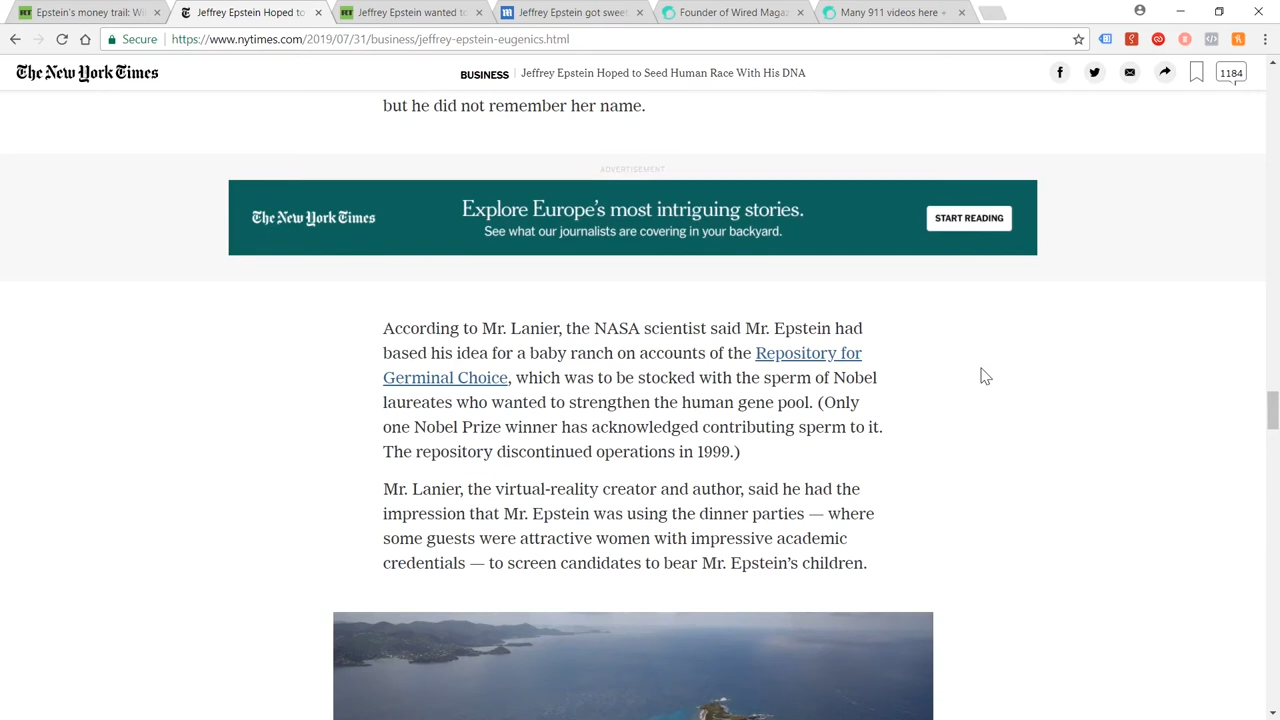 Epstein's money trail: Wi
Jeffrey Epstein Hoped to
Jeffrey Epstein wanted to
Jeffrey Epstein got sweet
Founder of Wired Maga
Many 911 videos here +
Secure
https://www.nytimes.com/2019/07/31/business/jeffrey-epstein-eugenics.html
The New York Times
BUSINESS | Jeffrey Epstein Hoped to Seed Human Race With His DNA
1184
but he did not remember her name.
ADVERTISEMENT
The New York Times
Explore Europe's most intriguing stories.
See what our journalists are covering in your backyard.
START READING
According to Mr. Lanier, the NASA scientist said Mr. Epstein had
based his idea for a baby ranch on accounts of the Repository for
Germinal Choice, which was to be stocked with the sperm of Nobel
laureates who wanted to strengthen the human gene pool. (Only
one Nobel Prize winner has acknowledged contributing sperm to it.
The repository discontinued operations in 1999.)
Mr. Lanier, the virtual-reality creator and author, said he had the
impression that Mr. Epstein was using the dinner parties — where
some guests were attractive women with impressive academic
credentials — to screen candidates to bear Mr. Epstein's children.